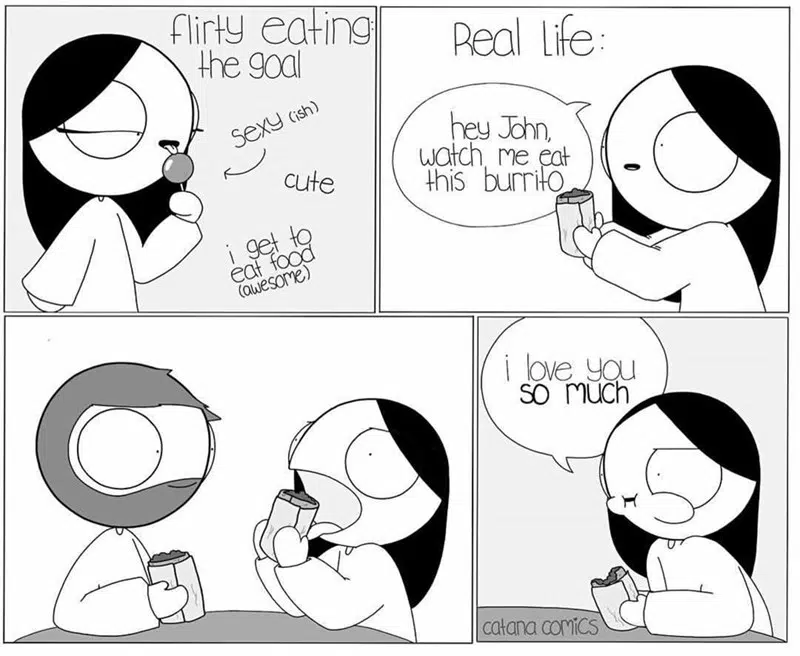 flirty eating:
the goal
sexy (ish)
cute
i get to
eat food
(awesome)
Real Life:
hey John,
watch me eat
this burrito
i love you
so much
catana comics